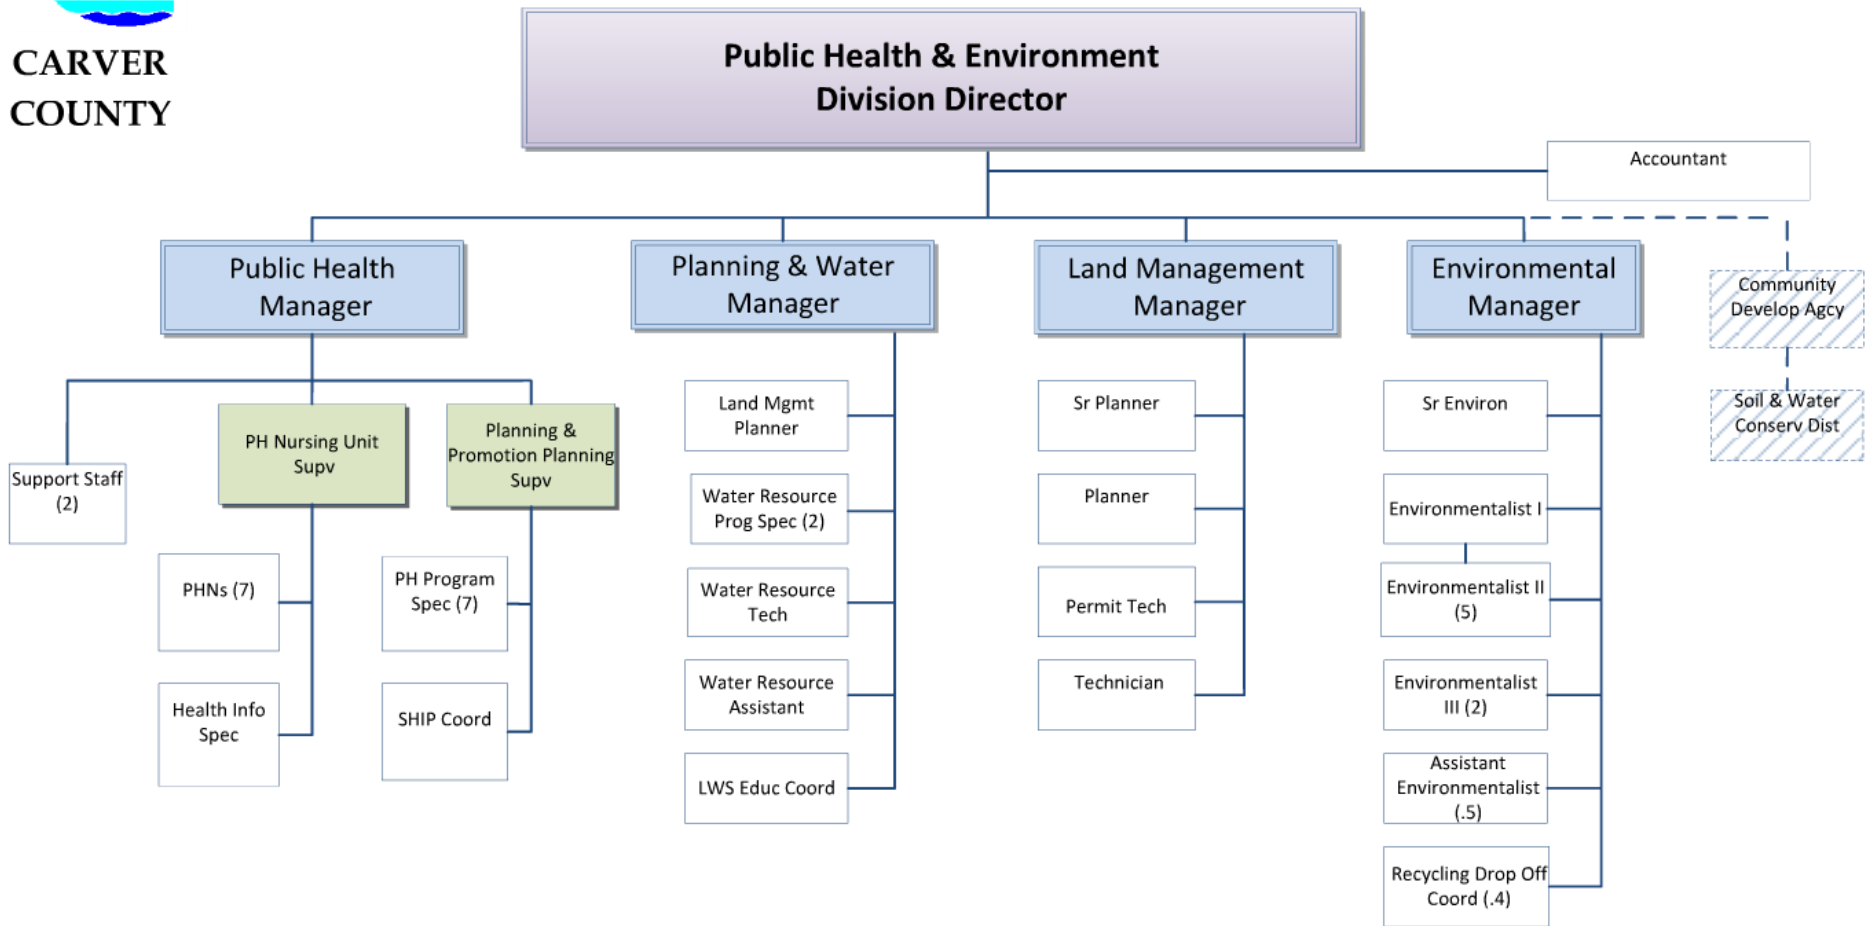 CARVER
COUNTY
Public Health & Environment
Division Director
Accountant
Public Health
Manager
Planning & Water
Manager
Land Management
Manager
Environmental
Manager
Community
Develop Agcy
Soil & Water
Conserv Dist
Support Staff
(2)
PH Nursing Unit
Supv
Planning &
Promotion Planning
Supv
PHNs (7)
Health Info
Spec
PH Program
Spec (7)
SHIP Coord
Land Mgmt
Planner
Water Resource
Prog Spec (2)
Water Resource
Tech
Water Resource
Assistant
LWS Educ Coord
Sr Planner
Planner
Permit Tech
Technician
Sr Environ
Environmentalist I
Environmentalist II
(5)
Environmentalist
III (2)
Assistant
Environmentalist
(.5)
Recycling Drop Off
Coord (.4)